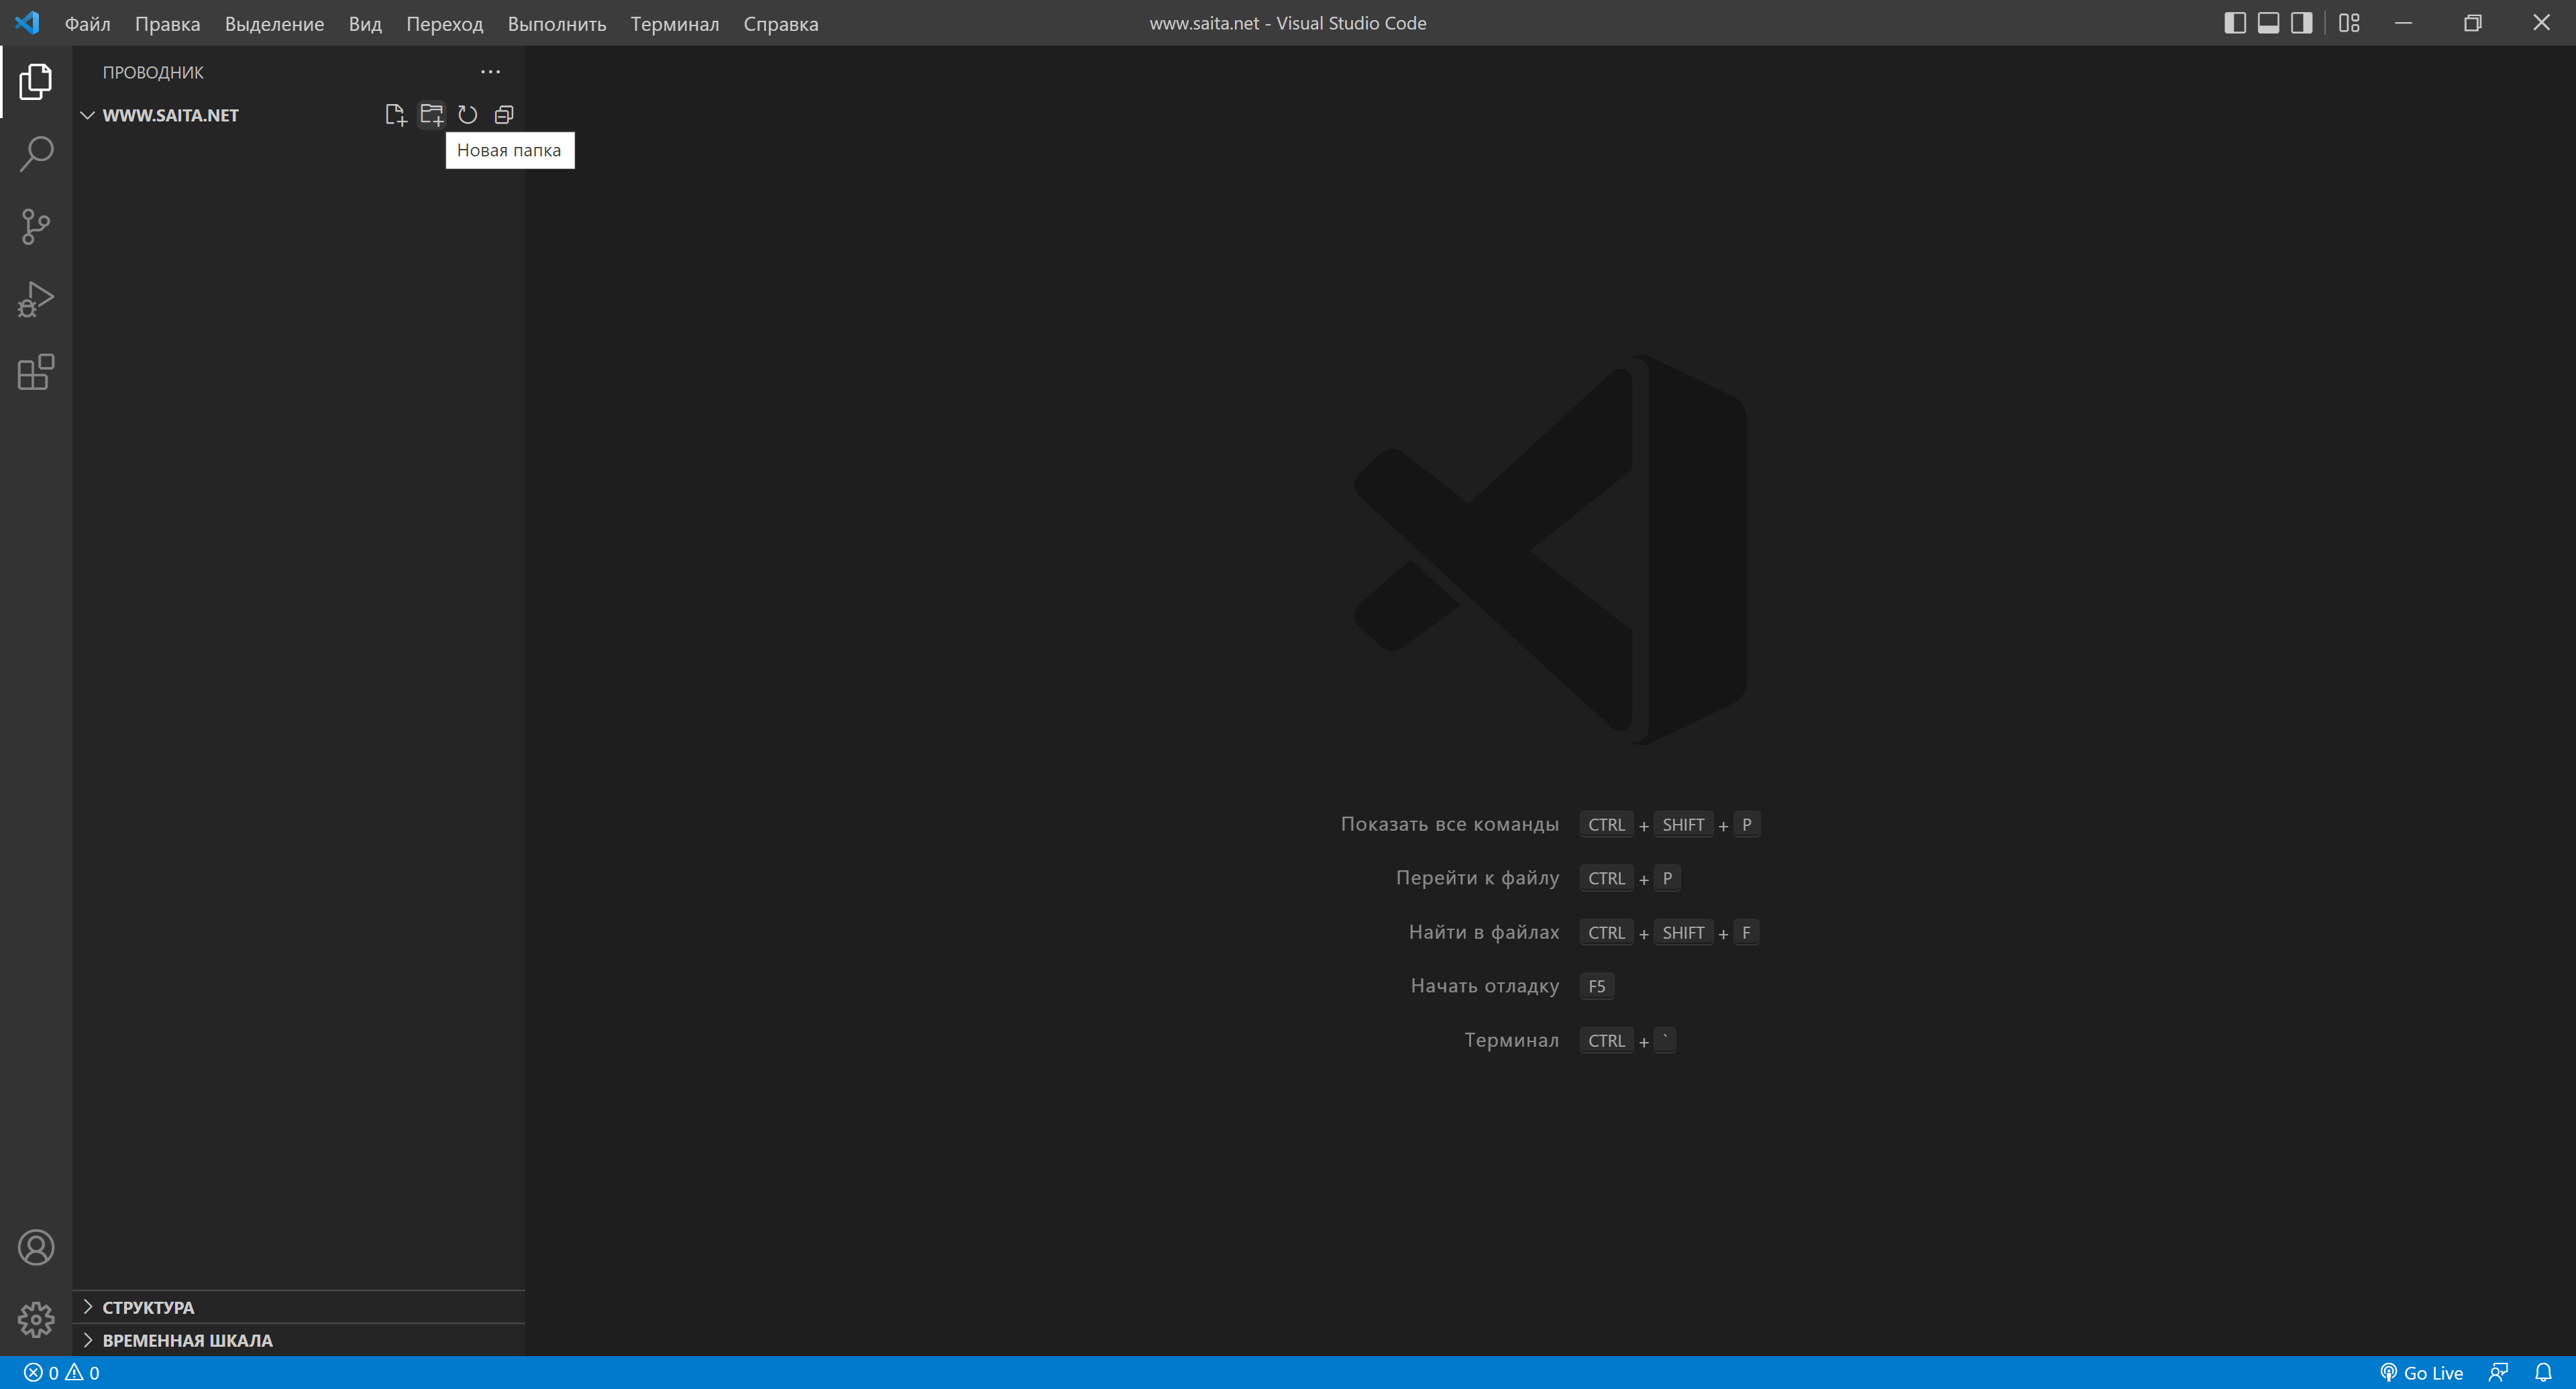 Файл Правка Выделение Вид Переход Выполнить Терминал Справка
www.saita.net - Visual Studio Code
ПРОВОДНИК
WWW.SAITA.NET
Новая папка
Показать все команды CTRL + SHIFT + P
Перейти к файлу CTRL + P
Найти в файлах CTRL + SHIFT + F
Начать отладку F5
Терминал CTRL + `
СТРУКТУРА
ВРЕМЕННАЯ ШКАЛА
0 0
Go Live